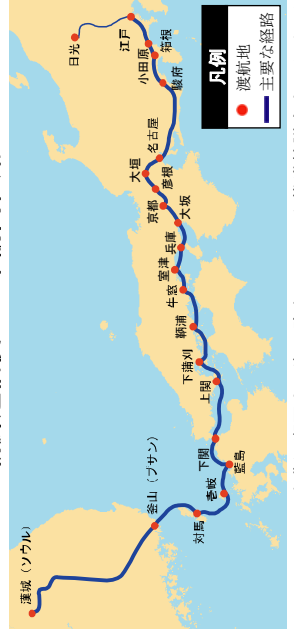 凡例
渡航地
主要な経路
漢城（ソウル）
釜山（プサン）
対馬
壱岐
藍島
下関
上関
下蒲刈
鞆浦
牛窓
室津
兵庫
大坂
京都
彦根
大垣
名古屋
駿府
箱根
小田原
江戸
日光